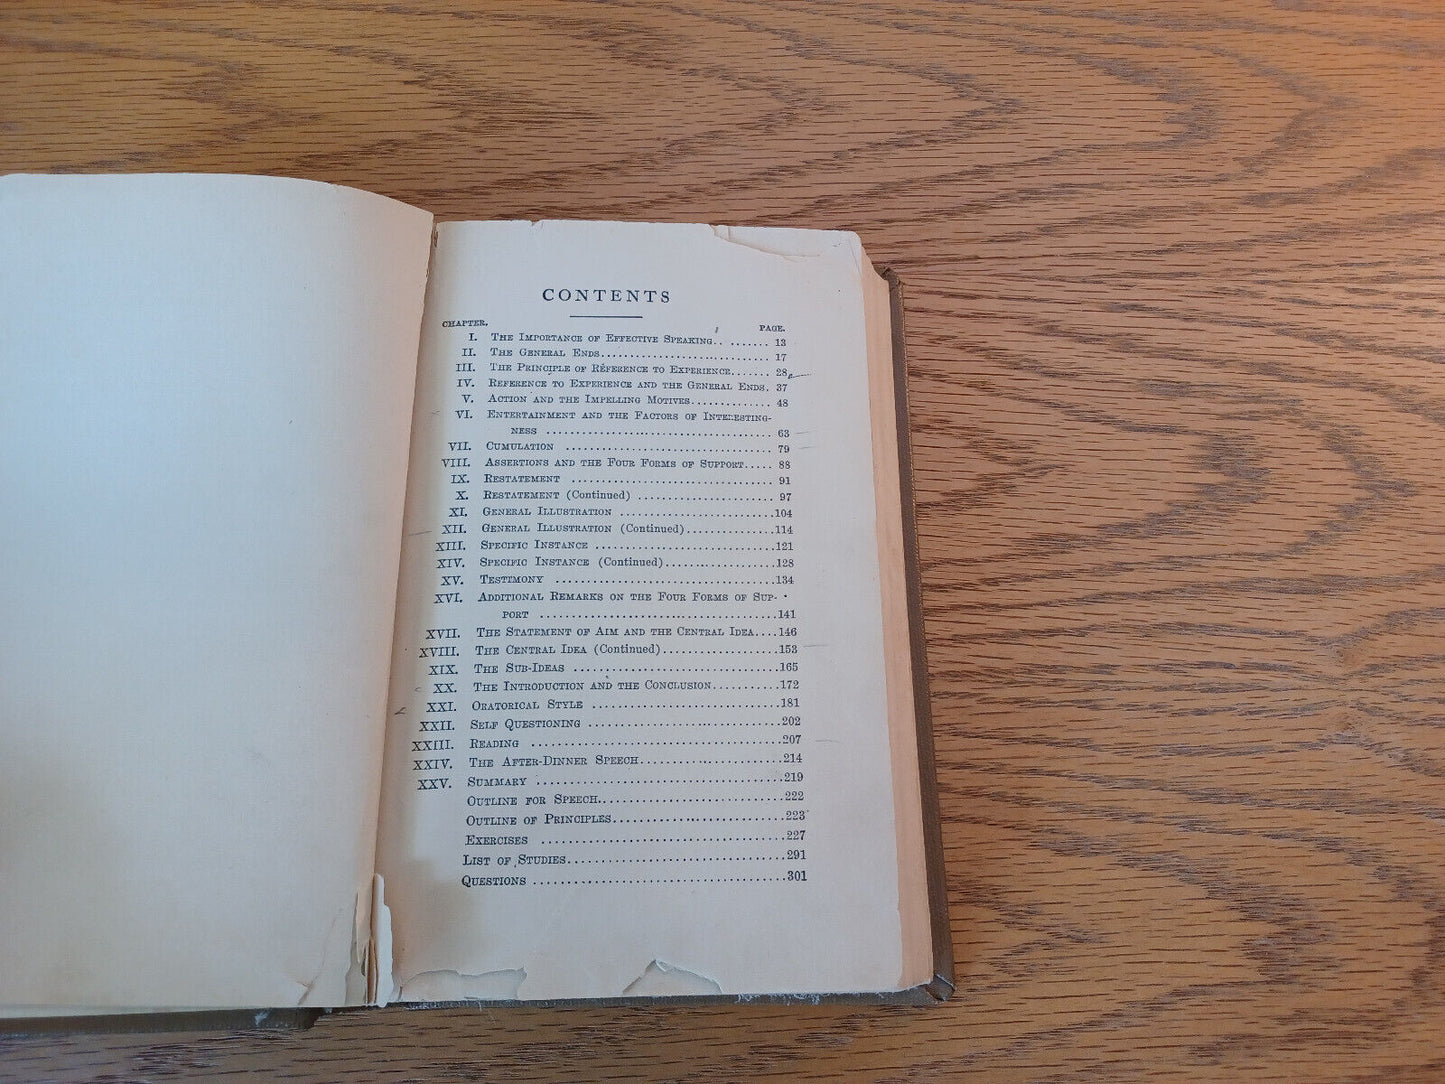 CONTENTS
CHAPTER. PAGE.
I. THE IMPORTANCE OF EFFECTIVE SPEAKING.. ....... 13
II. THE GENERAL ENDS............................ 17
III. THE PRINCIPLE OF REFERENCE TO EXPERIENCE....... 28
IV. REFERENCE TO EXPERIENCE AND THE GENERAL ENDS. 37
V. ACTION AND THE IMPELLING MOTIVES.............. 48
VI. ENTERTAINMENT AND THE FACTORS OF INTERESTING-
NESS ........................................ 63
VII. CUMULATION .................................... 79
VIII. ASSERTIONS AND THE FOUR FORMS OF SUPPORT..... 88
IX. RESTATEMENT ................................... 91
X. RESTATEMENT (Continued) ....................... 97
XI. GENERAL ILLUSTRATION ...........................104
XII. GENERAL ILLUSTRATION (Continued)...............114
XIII. SPECIFIC INSTANCE ..............................121
XIV. SPECIFIC INSTANCE (Continued)...................128
XV. TESTIMONY ......................................134
XVI. ADDITIONAL REMARKS ON THE FOUR FORMS OF SUP-
PORT .........................................141
XVII. THE STATEMENT OF AIM AND THE CENTRAL IDEA....146
XVIII. THE CENTRAL IDEA (Continued)....................153
XIX. THE SUB-IDEAS ...................................165
XX. THE INTRODUCTION AND THE CONCLUSION...........172
XXI. ORATORICAL STYLE ...............................181
XXII. SELF QUESTIONING ................................202
XXIII. READING .........................................207
XXIV. THE AFTER-DINNER SPEECH........................214
XXV. SUMMARY ........................................219
OUTLINE FOR SPEECH..............................222
OUTLINE OF PRINCIPLES............................223
EXERCISES ........................................227
LIST OF STUDIES...................................291
QUESTIONS ........................................301